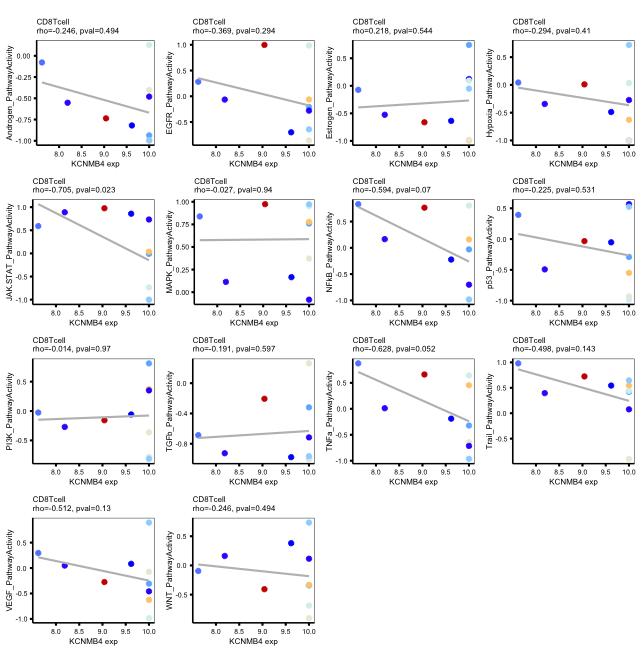 CD8Tcell
rho=-0.246, pval=0.494
Androgen_PathwayActivity
0.00
-0.25
-0.50
-0.75
-1.00
8.0 8.5 9.0 9.5 10.0
KCNMB4 exp
CD8Tcell
rho=-0.369, pval=0.294
EGFR_PathwayActivity
1.0
0.5
0.0
-0.5
8.0 8.5 9.0 9.5 10.0
KCNMB4 exp
CD8Tcell
rho=0.218, pval=0.544
Estrogen_PathwayActivity
0.5
0.0
-0.5
-1.0
8.0 8.5 9.0 9.5 10.0
KCNMB4 exp
CD8Tcell
rho=-0.294, pval=0.41
Hypoxia_PathwayActivity
0.5
0.0
-0.5
-1.0
8.0 8.5 9.0 9.5 10.0
KCNMB4 exp
CD8Tcell
rho=-0.705, pval=0.023
JAK.STAT_PathwayActivity
1.0
0.5
0.0
-0.5
-1.0
8.0 8.5 9.0 9.5 10.0
KCNMB4 exp
CD8Tcell
rho=-0.027, pval=0.94
MAPK_PathwayActivity
1.00
0.75
0.50
0.25
0.00
8.0 8.5 9.0 9.5 10.0
KCNMB4 exp
CD8Tcell
rho=-0.594, pval=0.07
NFkB_PathwayActivity
0.5
0.0
-0.5
-1.0
8.0 8.5 9.0 9.5 10.0
KCNMB4 exp
CD8Tcell
rho=-0.225, pval=0.531
p53_PathwayActivity
0.5
0.0
-0.5
-1.0
8.0 8.5 9.0 9.5 10.0
KCNMB4 exp
CD8Tcell
rho=-0.014, pval=0.97
PI3K_PathwayActivity
0.5
0.0
-0.5
8.0 8.5 9.0 9.5 10.0
KCNMB4 exp
CD8Tcell
rho=-0.191, pval=0.597
TGFb_PathwayActivity
0.0
-0.4
-0.8
8.0 8.5 9.0 9.5 10.0
KCNMB4 exp
CD8Tcell
rho=-0.628, pval=0.052
TNFa_PathwayActivity
0.5
0.0
-0.5
-1.0
8.0 8.5 9.0 9.5 10.0
KCNMB4 exp
CD8Tcell
rho=-0.498, pval=0.143
Trail_PathwayActivity
1.0
0.5
0.0
-0.5
8.0 8.5 9.0 9.5 10.0
KCNMB4 exp
CD8Tcell
rho=-0.512, pval=0.13
VEGF_PathwayActivity
0.5
0.0
-0.5
-1.0
8.0 8.5 9.0 9.5 10.0
KCNMB4 exp
CD8Tcell
rho=-0.246, pval=0.494
WNT_PathwayActivity
0.5
0.0
-0.5
8.0 8.5 9.0 9.5 10.0
KCNMB4 exp